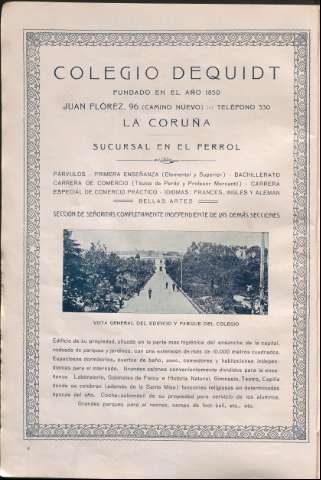 COLEGIO DEQUIDT
FUNDADO EN EL AÑO 1850
JUAN FLÓREZ, 96 (CAMINO NUEVO) — TELÉFONO 530
LA CORUÑA
SUCURSAL EN EL FERROL
PÁRVULOS - PRIMERA ENSEÑANZA (Elemental y Superior) - BACHILLERATO
CARRERA DE COMERCIO (Títulos de Perito y Profesor Mercantil) - CARRERA
ESPECIAL DE COMERCIO PRÁCTICO - IDIOMAS: FRANCÉS, INGLÉS Y ALEMÁN
BELLAS ARTES
SECCIÓN DE SEÑORITAS COMPLETAMENTE INDEPENDIENTE DE LAS DEMÁS SECCIONES
VISTA GENERAL DEL EDIFICIO Y PARQUE DEL COLEGIO
Edificio de su propiedad, situado en la parte más higiénica del ensanche de la capital,
rodeado de parques y jardines, con una extensión de más de 10.000 metros cuadrados.
Espaciosos dormitorios, cuartos de baño, aseo, comedores y habitaciones indepen-
dientes para el internado. Grandes salones convenientemente divididos para la ense-
ñanza. Laboratorio, Gabinetes de Física e Historia Natural, Gimnasio, Teatro, Capilla
donde se celebran (además de la Santa Misa) funciones religiosas en determinadas
épocas del año. Coche-automóvil de su propiedad para servicio de los alumnos.
Grandes parques para el recreo, campo de foot-ball, etc., etc.